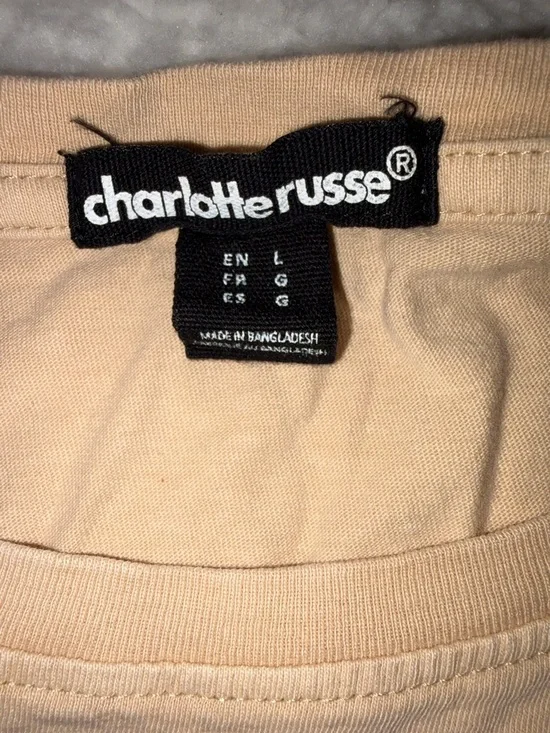 charlotte russe®
EN L
FR G
ES G
MADE IN BANGLADESH